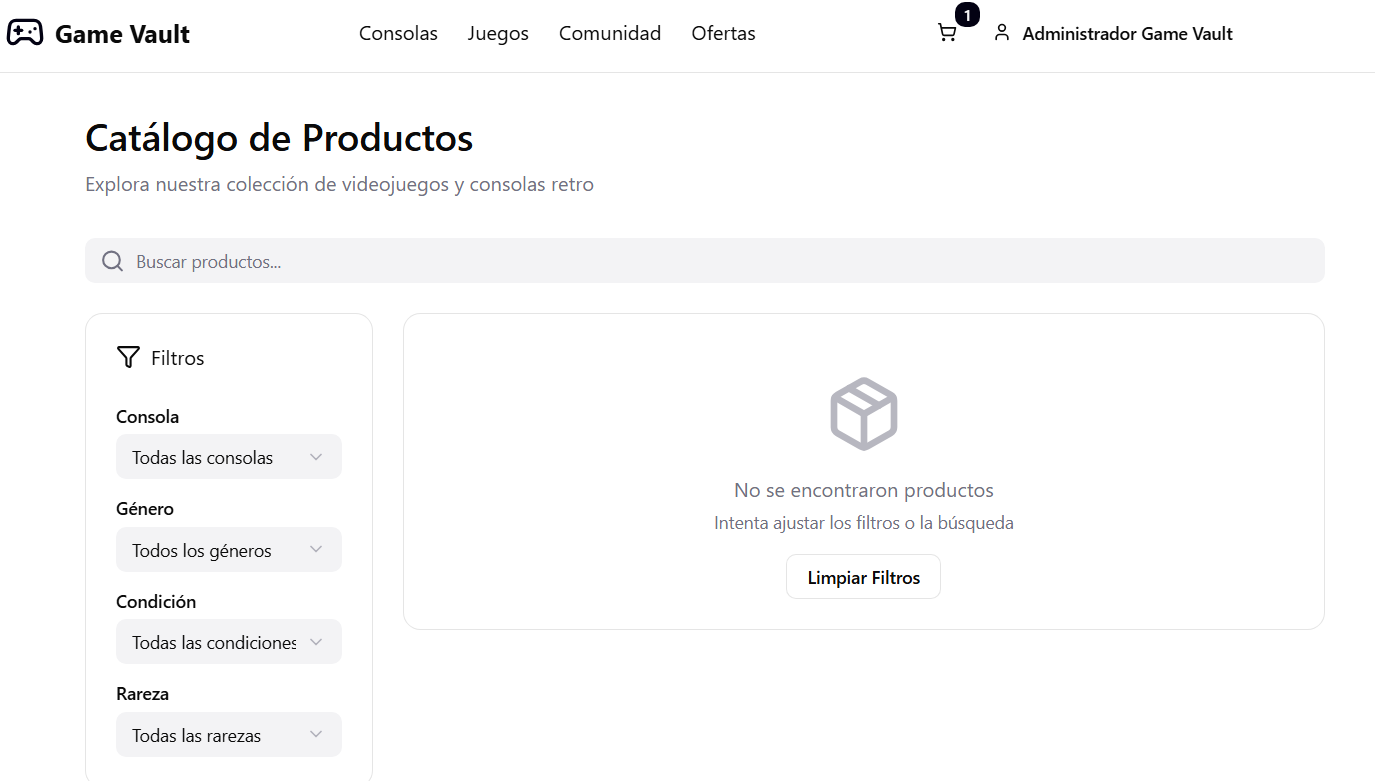 Game Vault
Consolas
Juegos
Comunidad
Ofertas
1
Administrador Game Vault
Catálogo de Productos
Explora nuestra colección de videojuegos y consolas retro
Buscar productos...
Filtros
Consola
Todas las consolas
Género
Todos los géneros
Condición
Todas las condiciones
Rareza
Todas las rarezas
No se encontraron productos
Intenta ajustar los filtros o la búsqueda
Limpiar Filtros